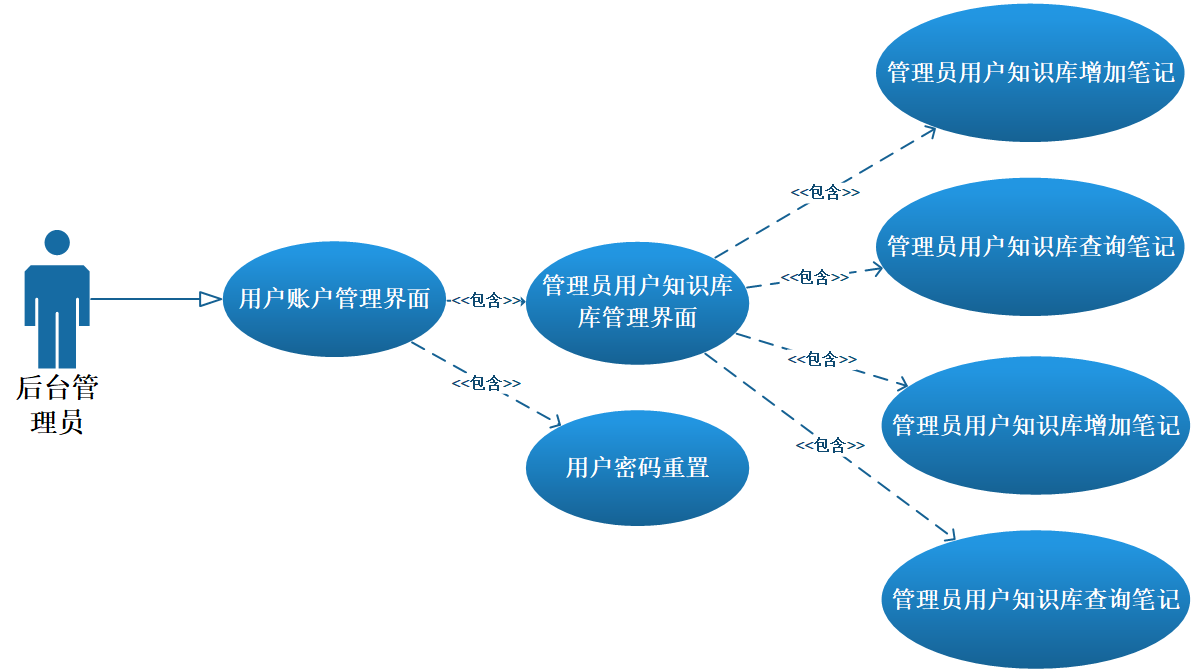 管理员用户知识库增加笔记
<<包含>>
管理员用户知识库查询笔记
<<包含>>
用户账户管理界面
<<包含>>
管理员用户知识库
库管理界面
<<包含>>
后台管
理员
<<包含>>
管理员用户知识库增加笔记
<<包含>>
用户密码重置
管理员用户知识库查询笔记